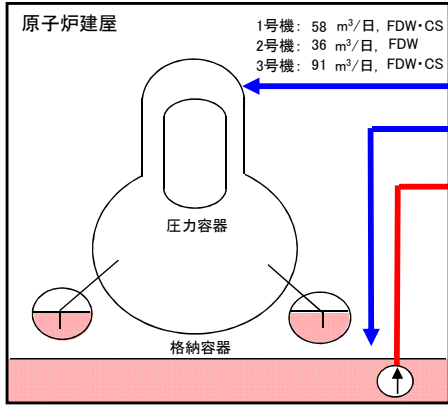 原子炉建屋
1号機： 58 m³/日， FDW・CS
2号機： 36 m³/日， FDW
3号機： 91 m³/日， FDW・CS
圧力容器
格納容器